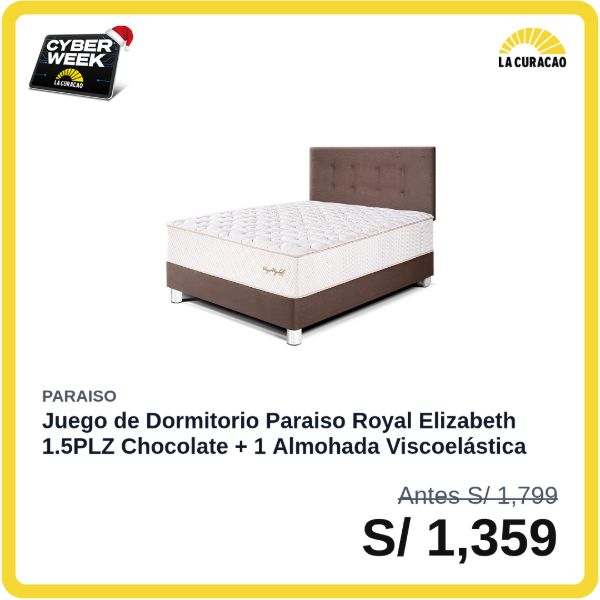 CYBER
WEEK
LA CURACAO
LA CURACAO
PARAISO
Juego de Dormitorio Paraiso Royal Elizabeth
1.5PLZ Chocolate + 1 Almohada Viscoelástica
Antes S/ 1,799
S/ 1,359